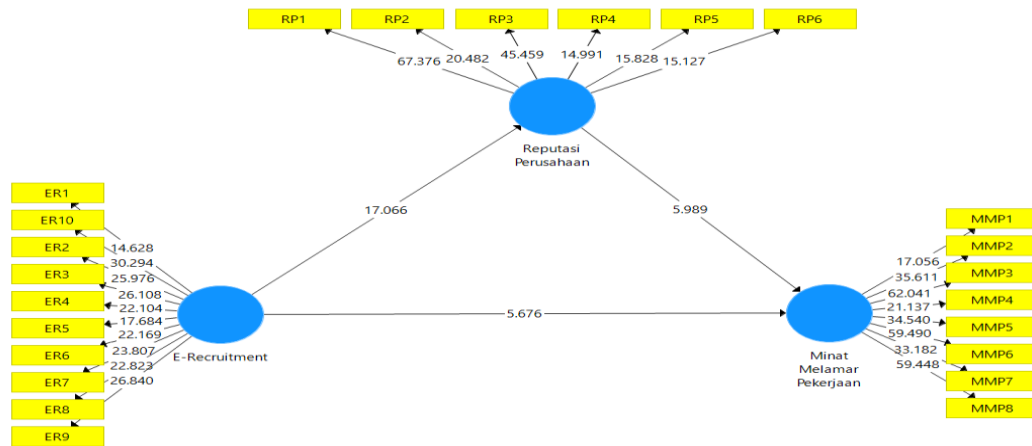 RP1 RP2 RP3 RP4 RP5 RP6
67.376 20.482 45.459 14.991 15.828 15.127
Reputasi
Perusahaan
17.066
5.989
ER1
ER10
ER2
ER3
ER4
ER5
ER6
ER7
ER8
ER9
14.628
30.294
25.976
26.108
22.104
17.684
22.169
23.807
22.823
26.840
E-Recruitment
5.676
Minat
Melamar
Pekerjaan
17.056
35.611
62.041
21.137
34.540
59.490
33.182
59.448
MMP1
MMP2
MMP3
MMP4
MMP5
MMP6
MMP7
MMP8